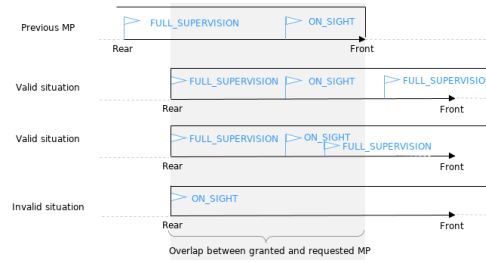 Previous MP
FULL_SUPERVISION
ON_SIGHT
Rear
Front
Valid situation
FULL_SUPERVISION
ON_SIGHT
FULL_SUPERVISIO
Rear
Front
Valid situation
FULL_SUPERVISION
ON_SIGHT
FULL_SUPERVISION
Rear
Front
Invalid situation
ON_SIGHT
Rear
Front
Overlap between granted and requested MP